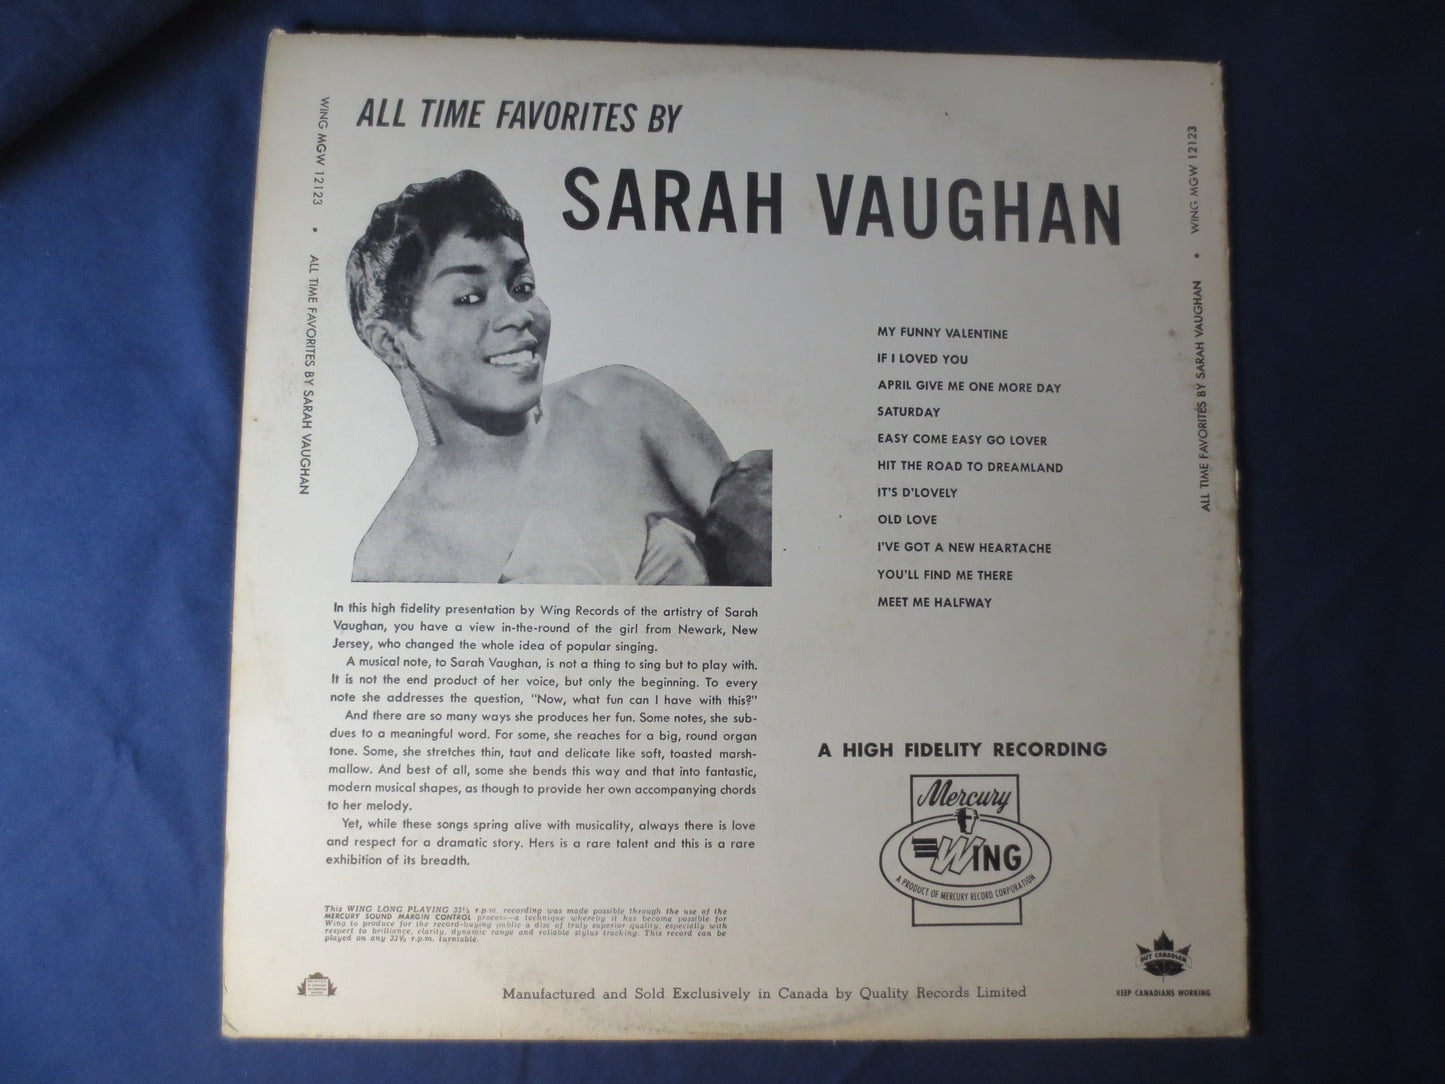 ALL TIME FAVORITES BY
SARAH VAUGHAN
WING MGW 12123 • ALL TIME FAVORITES BY SARAH VAUGHAN
WING MGW 12123 • ALL TIME FAVORITES BY SARAH VAUGHAN
MY FUNNY VALENTINE
IF I LOVED YOU
APRIL GIVE ME ONE MORE DAY
SATURDAY
EASY COME EASY GO LOVER
HIT THE ROAD TO DREAMLAND
IT'S D'LOVELY
OLD LOVE
I'VE GOT A NEW HEARTACHE
YOU'LL FIND ME THERE
MEET ME HALFWAY
In this high fidelity presentation by Wing Records of the artistry of Sarah
Vaughan, you have a view in-the-round of the girl from Newark, New
Jersey, who changed the whole idea of popular singing.
A musical note, to Sarah Vaughan, is not a thing to sing but to play with.
It is not the end product of her voice, but only the beginning. To every
note she addresses the question, "Now, what fun can I have with this?"
And there are so many ways she produces her fun. Some notes, she sub-
dues to a meaningful word. For some, she reaches for a big, round organ
tone. Some, she stretches thin, taut and delicate like soft, toasted marsh-
mallow. And best of all, some she bends this way and that into fantastic,
modern musical shapes, as though to provide her own accompanying chords
to her melody.
Yet, while these songs spring alive with musicality, always there is love
and respect for a dramatic story. Hers is a rare talent and this is a rare
exhibition of its breadth.
This WING LONG PLAYING 33⅓ r.p.m. recording was made possible through the use of the
MERCURY SOUND MARGIN CONTROL process—a technique whereby it has become possible for
Wing to produce for the record-buying public a disc of truly superior quality, especially with
respect to brilliance, clarity, dynamic range and reliable stylus tracking. This record can be
played on any 33⅓ r.p.m. turntable.
A HIGH FIDELITY RECORDING
Mercury
WING
A PRODUCT OF MERCURY RECORD CORPORATION
BUY CANADIAN
KEEP CANADIANS WORKING
Manufactured and Sold Exclusively in Canada by Quality Records Limited